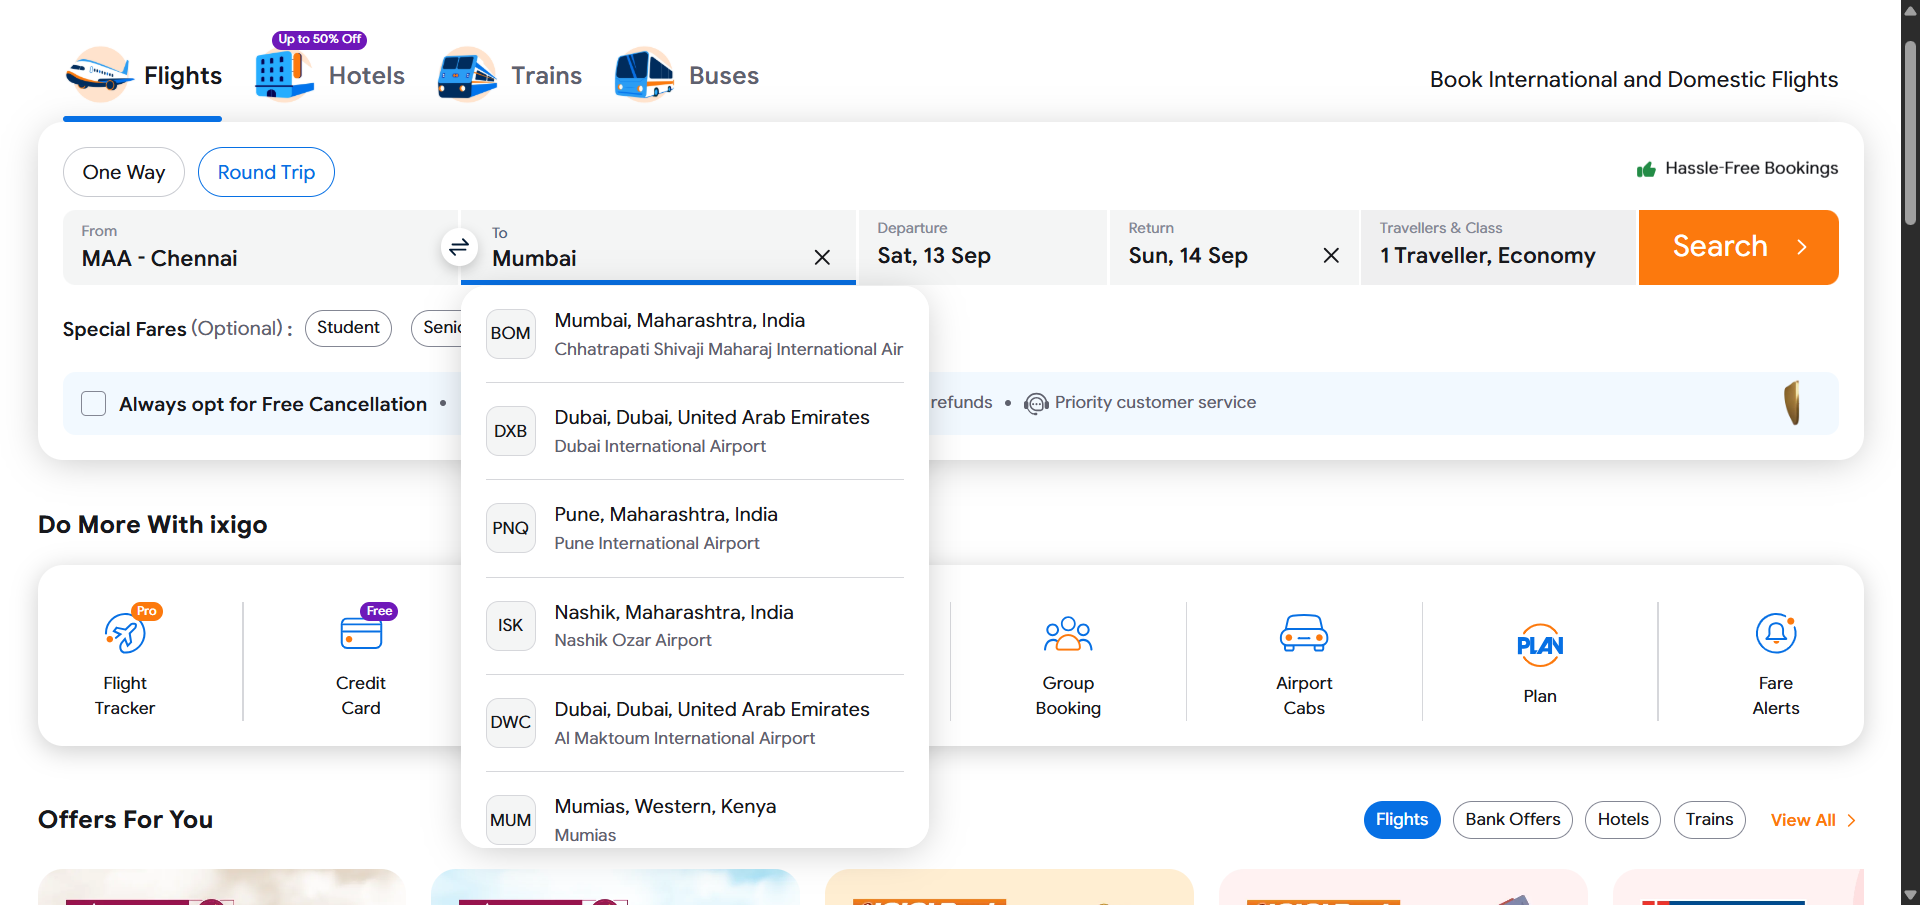 Up to 50% Off
Flights
Hotels
Trains
Buses
Book International and Domestic Flights
One Way
Round Trip
Hassle-Free Bookings
From
MAA - Chennai
To
Mumbai
Departure
Sat, 13 Sep
Return
Sun, 14 Sep
Travellers & Class
1 Traveller, Economy
Search
Special Fares (Optional) :
Student
BOM
Mumbai, Maharashtra, India
Chhatrapati Shivaji Maharaj International Air
Always opt for Free Cancellation •
refunds • Priority customer service
DXB
Dubai, Dubai, United Arab Emirates
Dubai International Airport
PNQ
Pune, Maharashtra, India
Pune International Airport
ISK
Nashik, Maharashtra, India
Nashik Ozar Airport
DWC
Dubai, Dubai, United Arab Emirates
Al Maktoum International Airport
MUM
Mumias, Western, Kenya
Mumias
Do More With ixigo
Pro
Flight
Tracker
Free
Credit
Card
Group
Booking
Airport
Cabs
PLAN
Plan
Fare
Alerts
Offers For You
Flights
Bank Offers
Hotels
Trains
View All